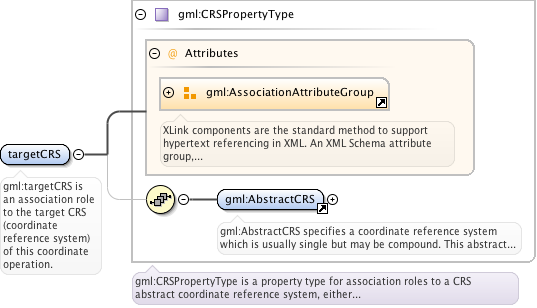 gml:CRSPropertyType
@ Attributes
gml:AssociationAttributeGroup
XLink components are the standard method to support
hypertext referencing in XML. An XML Schema attribute
group,...
targetCRS
gml:targetCRS is
an association role
to the target CRS
(coordinate
reference system)
of this coordinate
operation.
gml:AbstractCRS
gml:AbstractCRS specifies a coordinate reference system
which is usually single but may be compound. This abstract...
gml:CRSPropertyType is a property type for association roles to a CRS
abstract coordinate reference system, either...